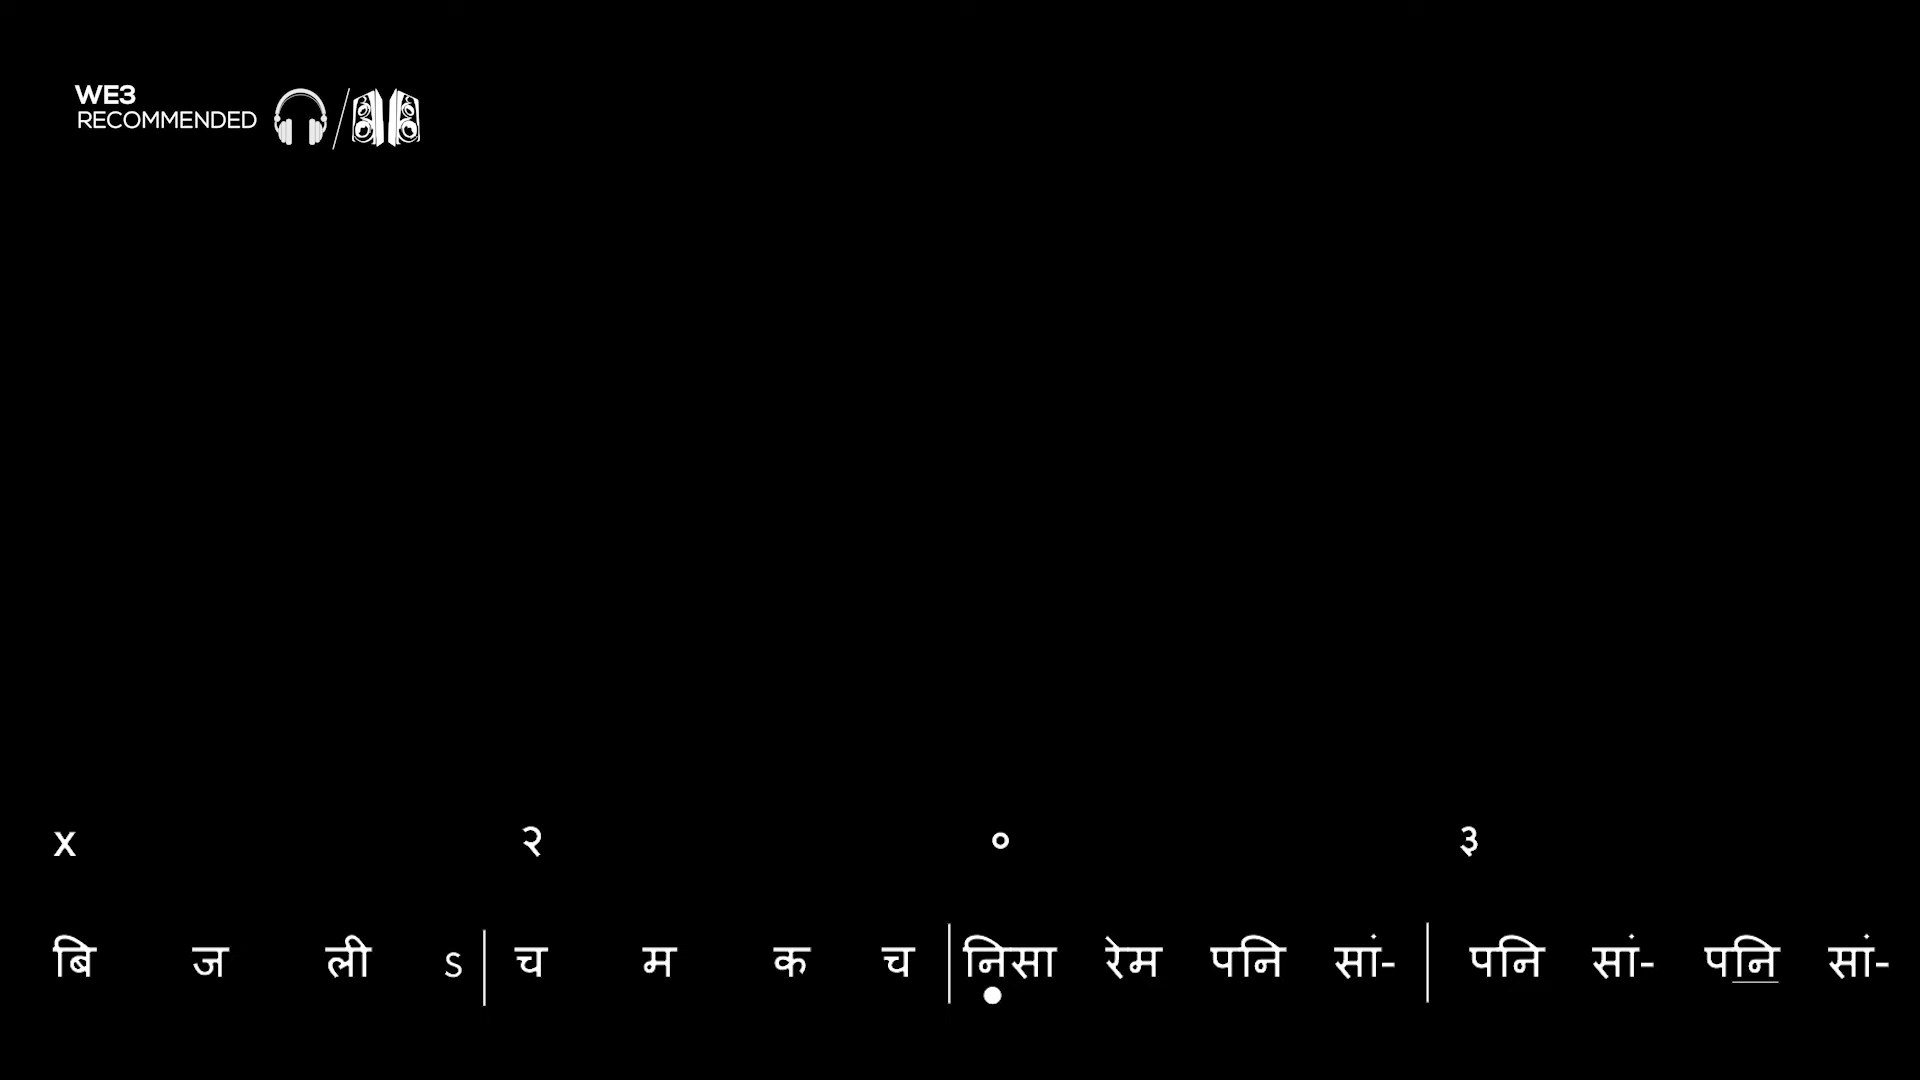 WE3
RECOMMENDED
x २ ० ३
बि ज ली ऽ | च म क च | नि़सा रेम पनि सां- | पनि सां- पनि॒ सां-